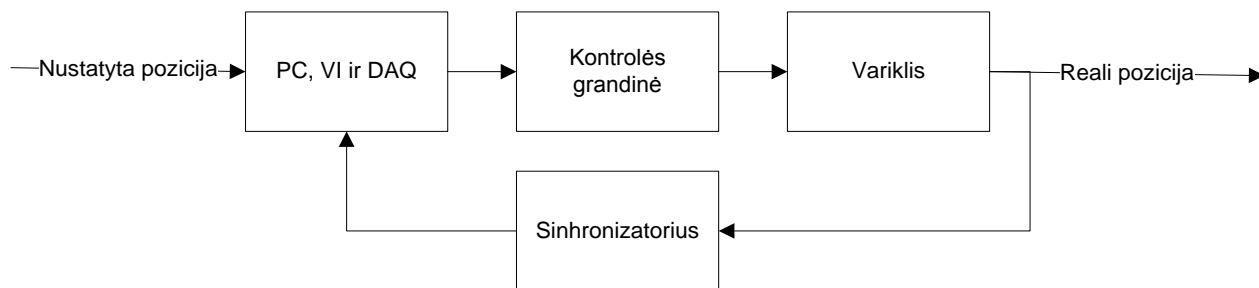 Nustatyta pozicija
PC, VI ir DAQ
Kontrolės
grandinė
Variklis
Reali pozicija
Sinhronizatorius